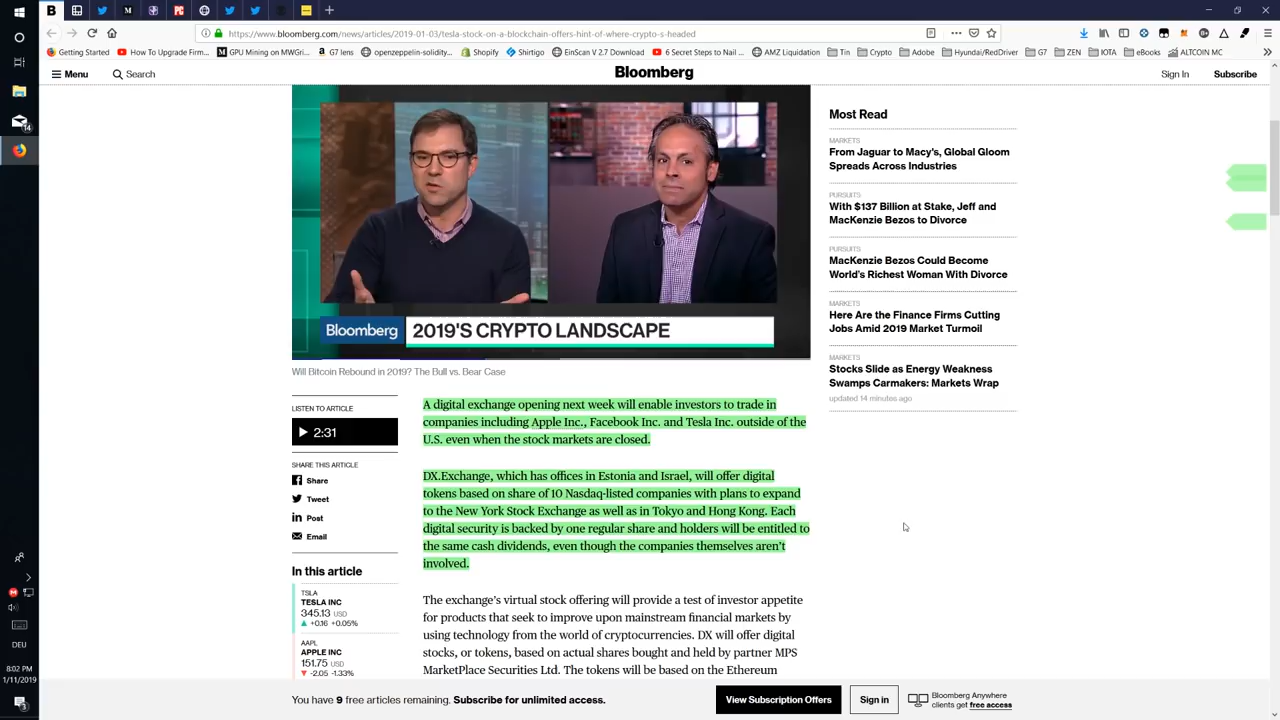 https://www.bloomberg.com/news/articles/2019-01-03/tesla-stock-on-a-blockchain-offers-hint-of-where-crypto-s-headed
Getting Started
How To Upgrade Firm...
GPU Mining on MWGri...
G7 lens
openzeppelin-solidity...
Shopify
Shirtigo
EinScan V 2.7 Download
6 Secret Steps to Nail ...
AMZ Liquidation
Tin
Crypto
Adobe
Hyundai/RedDriver
G7
ZEN
IOTA
eBooks
ALTCOIN MC
Menu
Search
Bloomberg
Sign In
Subscribe
Bloomberg
2019'S CRYPTO LANDSCAPE
Will Bitcoin Rebound in 2019? The Bull vs. Bear Case
LISTEN TO ARTICLE
2:31
SHARE THIS ARTICLE
Share
Tweet
Post
Email
In this article
TSLA
TESLA INC
345.13 USD
▲ +0.16 +0.05%
AAPL
APPLE INC
151.75 USD
▼ -2.05 -1.33%
A digital exchange opening next week will enable investors to trade in
companies including Apple Inc., Facebook Inc. and Tesla Inc. outside of the
U.S. even when the stock markets are closed.
DX.Exchange, which has offices in Estonia and Israel, will offer digital
tokens based on share of 10 Nasdaq-listed companies with plans to expand
to the New York Stock Exchange as well as in Tokyo and Hong Kong. Each
digital security is backed by one regular share and holders will be entitled to
the same cash dividends, even though the companies themselves aren't
involved.
The exchange's virtual stock offering will provide a test of investor appetite
for products that seek to improve upon mainstream financial markets by
using technology from the world of cryptocurrencies. DX will offer digital
stocks, or tokens, based on actual shares bought and held by partner MPS
MarketPlace Securities Ltd. The tokens will be based on the Ethereum
Most Read
MARKETS
From Jaguar to Macy's, Global Gloom
Spreads Across Industries
PURSUITS
With $137 Billion at Stake, Jeff and
MacKenzie Bezos to Divorce
PURSUITS
MacKenzie Bezos Could Become
World's Richest Woman With Divorce
MARKETS
Here Are the Finance Firms Cutting
Jobs Amid 2019 Market Turmoil
MARKETS
Stocks Slide as Energy Weakness
Swamps Carmakers: Markets Wrap
updated 14 minutes ago
You have 9 free articles remaining. Subscribe for unlimited access.
View Subscription Offers
Sign in
Bloomberg Anywhere
clients get free access
14
DEU
8:02 PM
1/11/2019